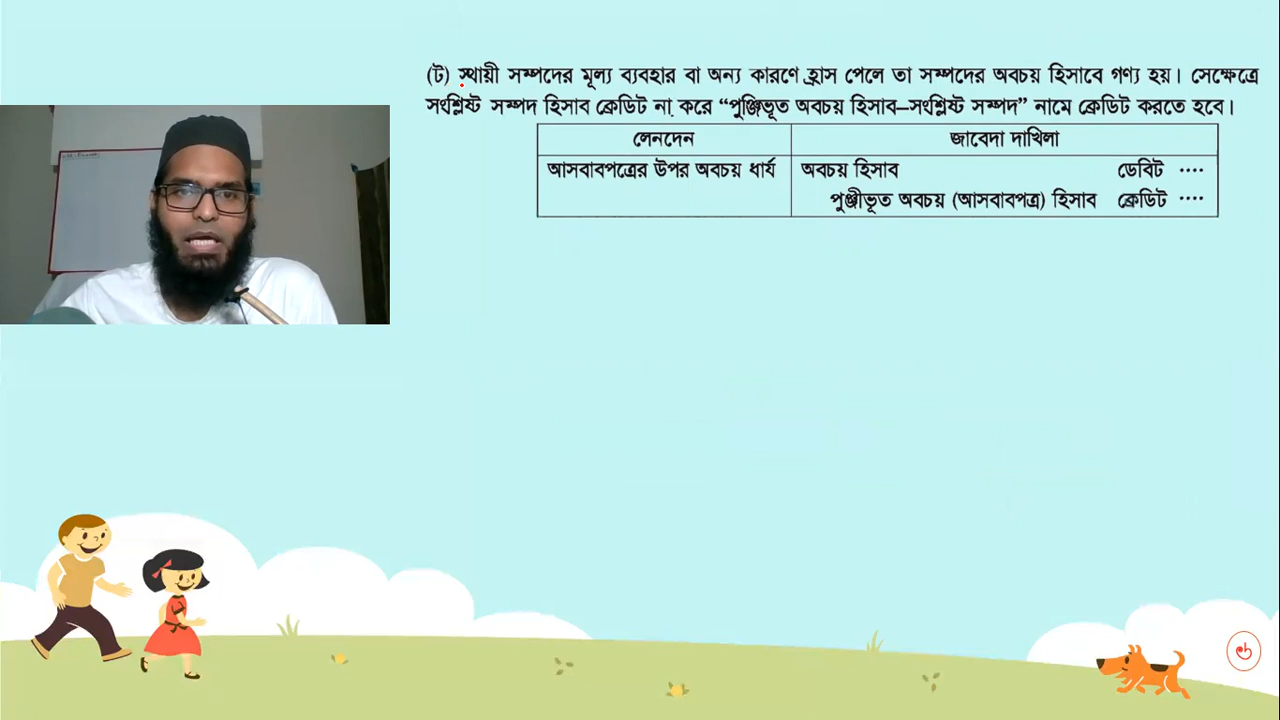 (ট) স্থায়ী সম্পদের মূল্য ব্যবহার বা অন্য কারণে হ্রাস পেলে তা সম্পদের অবচয় হিসাবে গণ্য হয়। সেক্ষেত্রে
সংশ্লিষ্ট সম্পদ হিসাব ক্রেডিট না করে “পুঞ্জিভূত অবচয় হিসাব–সংশ্লিষ্ট সম্পদ” নামে ক্রেডিট করতে হবে।
লেনদেন জাবেদা দাখিলা
আসবাবপত্রের উপর অবচয় ধার্য অবচয় হিসাব ডেবিট ....
পুঞ্জীভূত অবচয় (আসবাবপত্র) হিসাব ক্রেডিট ....